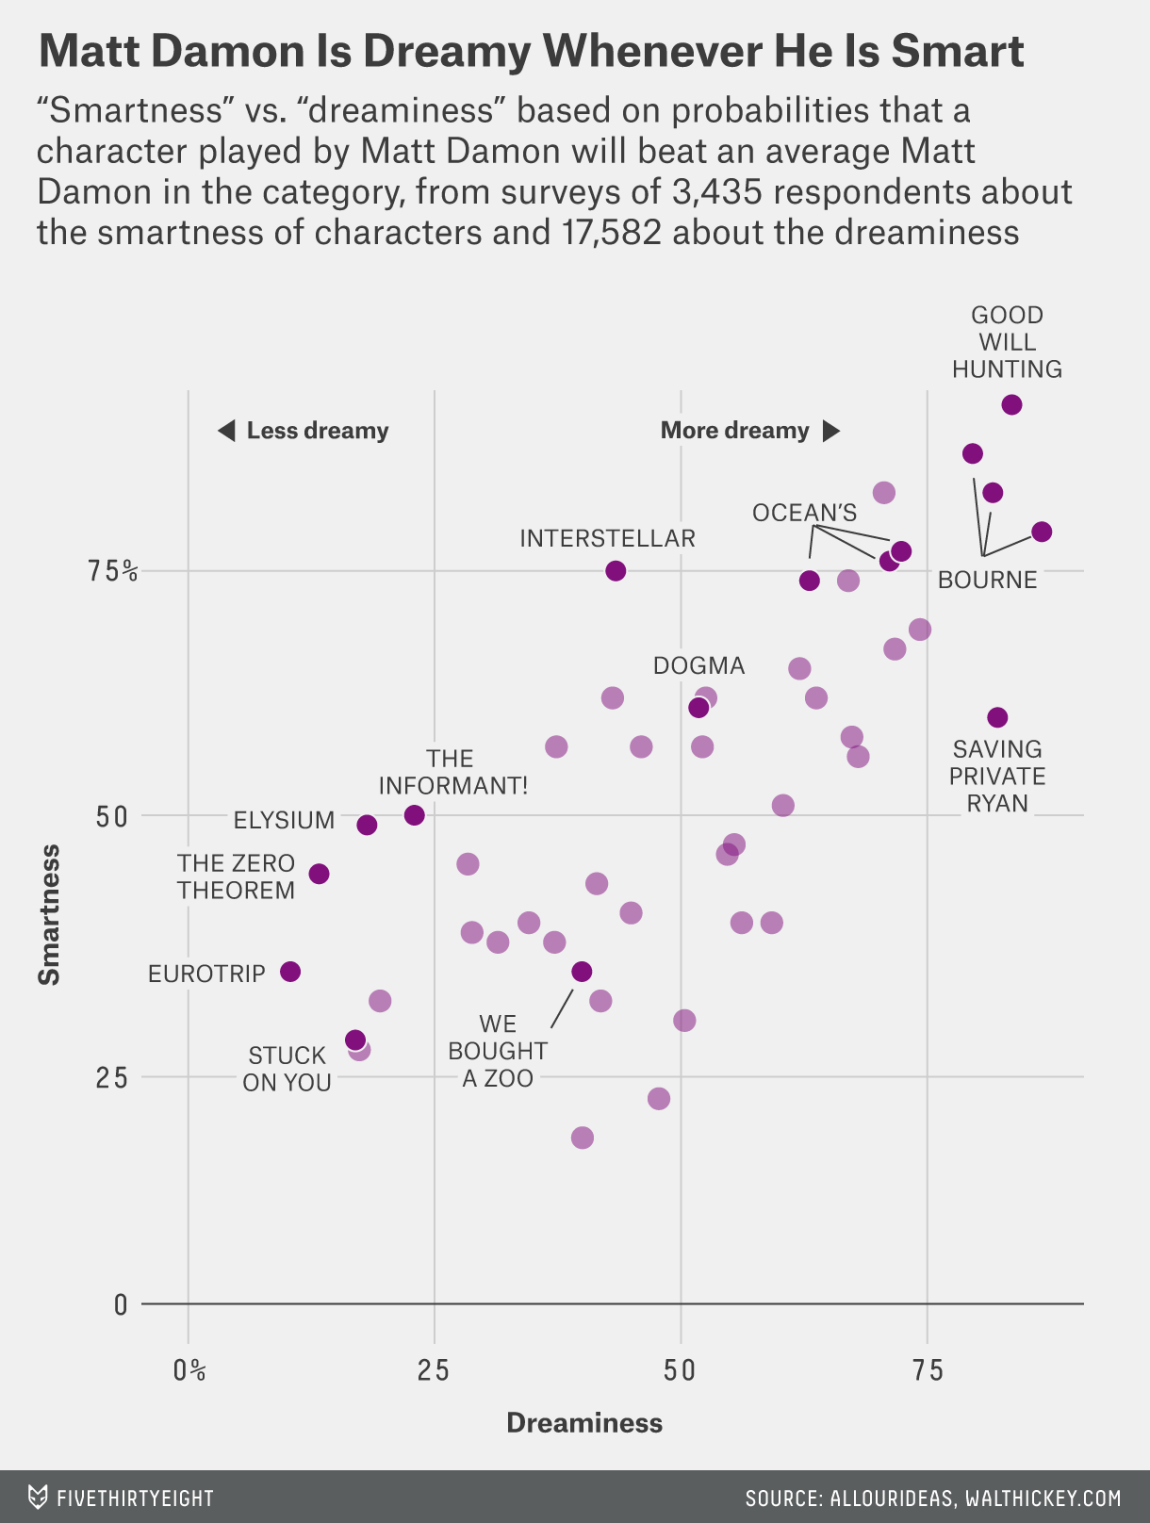 Matt Damon Is Dreamy Whenever He Is Smart
“Smartness” vs. “dreaminess” based on probabilities that a
character played by Matt Damon will beat an average Matt
Damon in the category, from surveys of 3,435 respondents about
the smartness of characters and 17,582 about the dreaminess
GOOD
WILL
HUNTING
Less dreamy
More dreamy
OCEAN'S
INTERSTELLAR
75%
BOURNE
DOGMA
SAVING
PRIVATE
RYAN
THE
INFORMANT!
50
ELYSIUM
THE ZERO
THEOREM
Smartness
EUROTRIP
WE
BOUGHT
A ZOO
STUCK
ON YOU
25
0
0%
25
50
75
Dreaminess
FIVETHIRTYEIGHT
SOURCE: ALLOURIDEAS, WALTHICKEY.COM